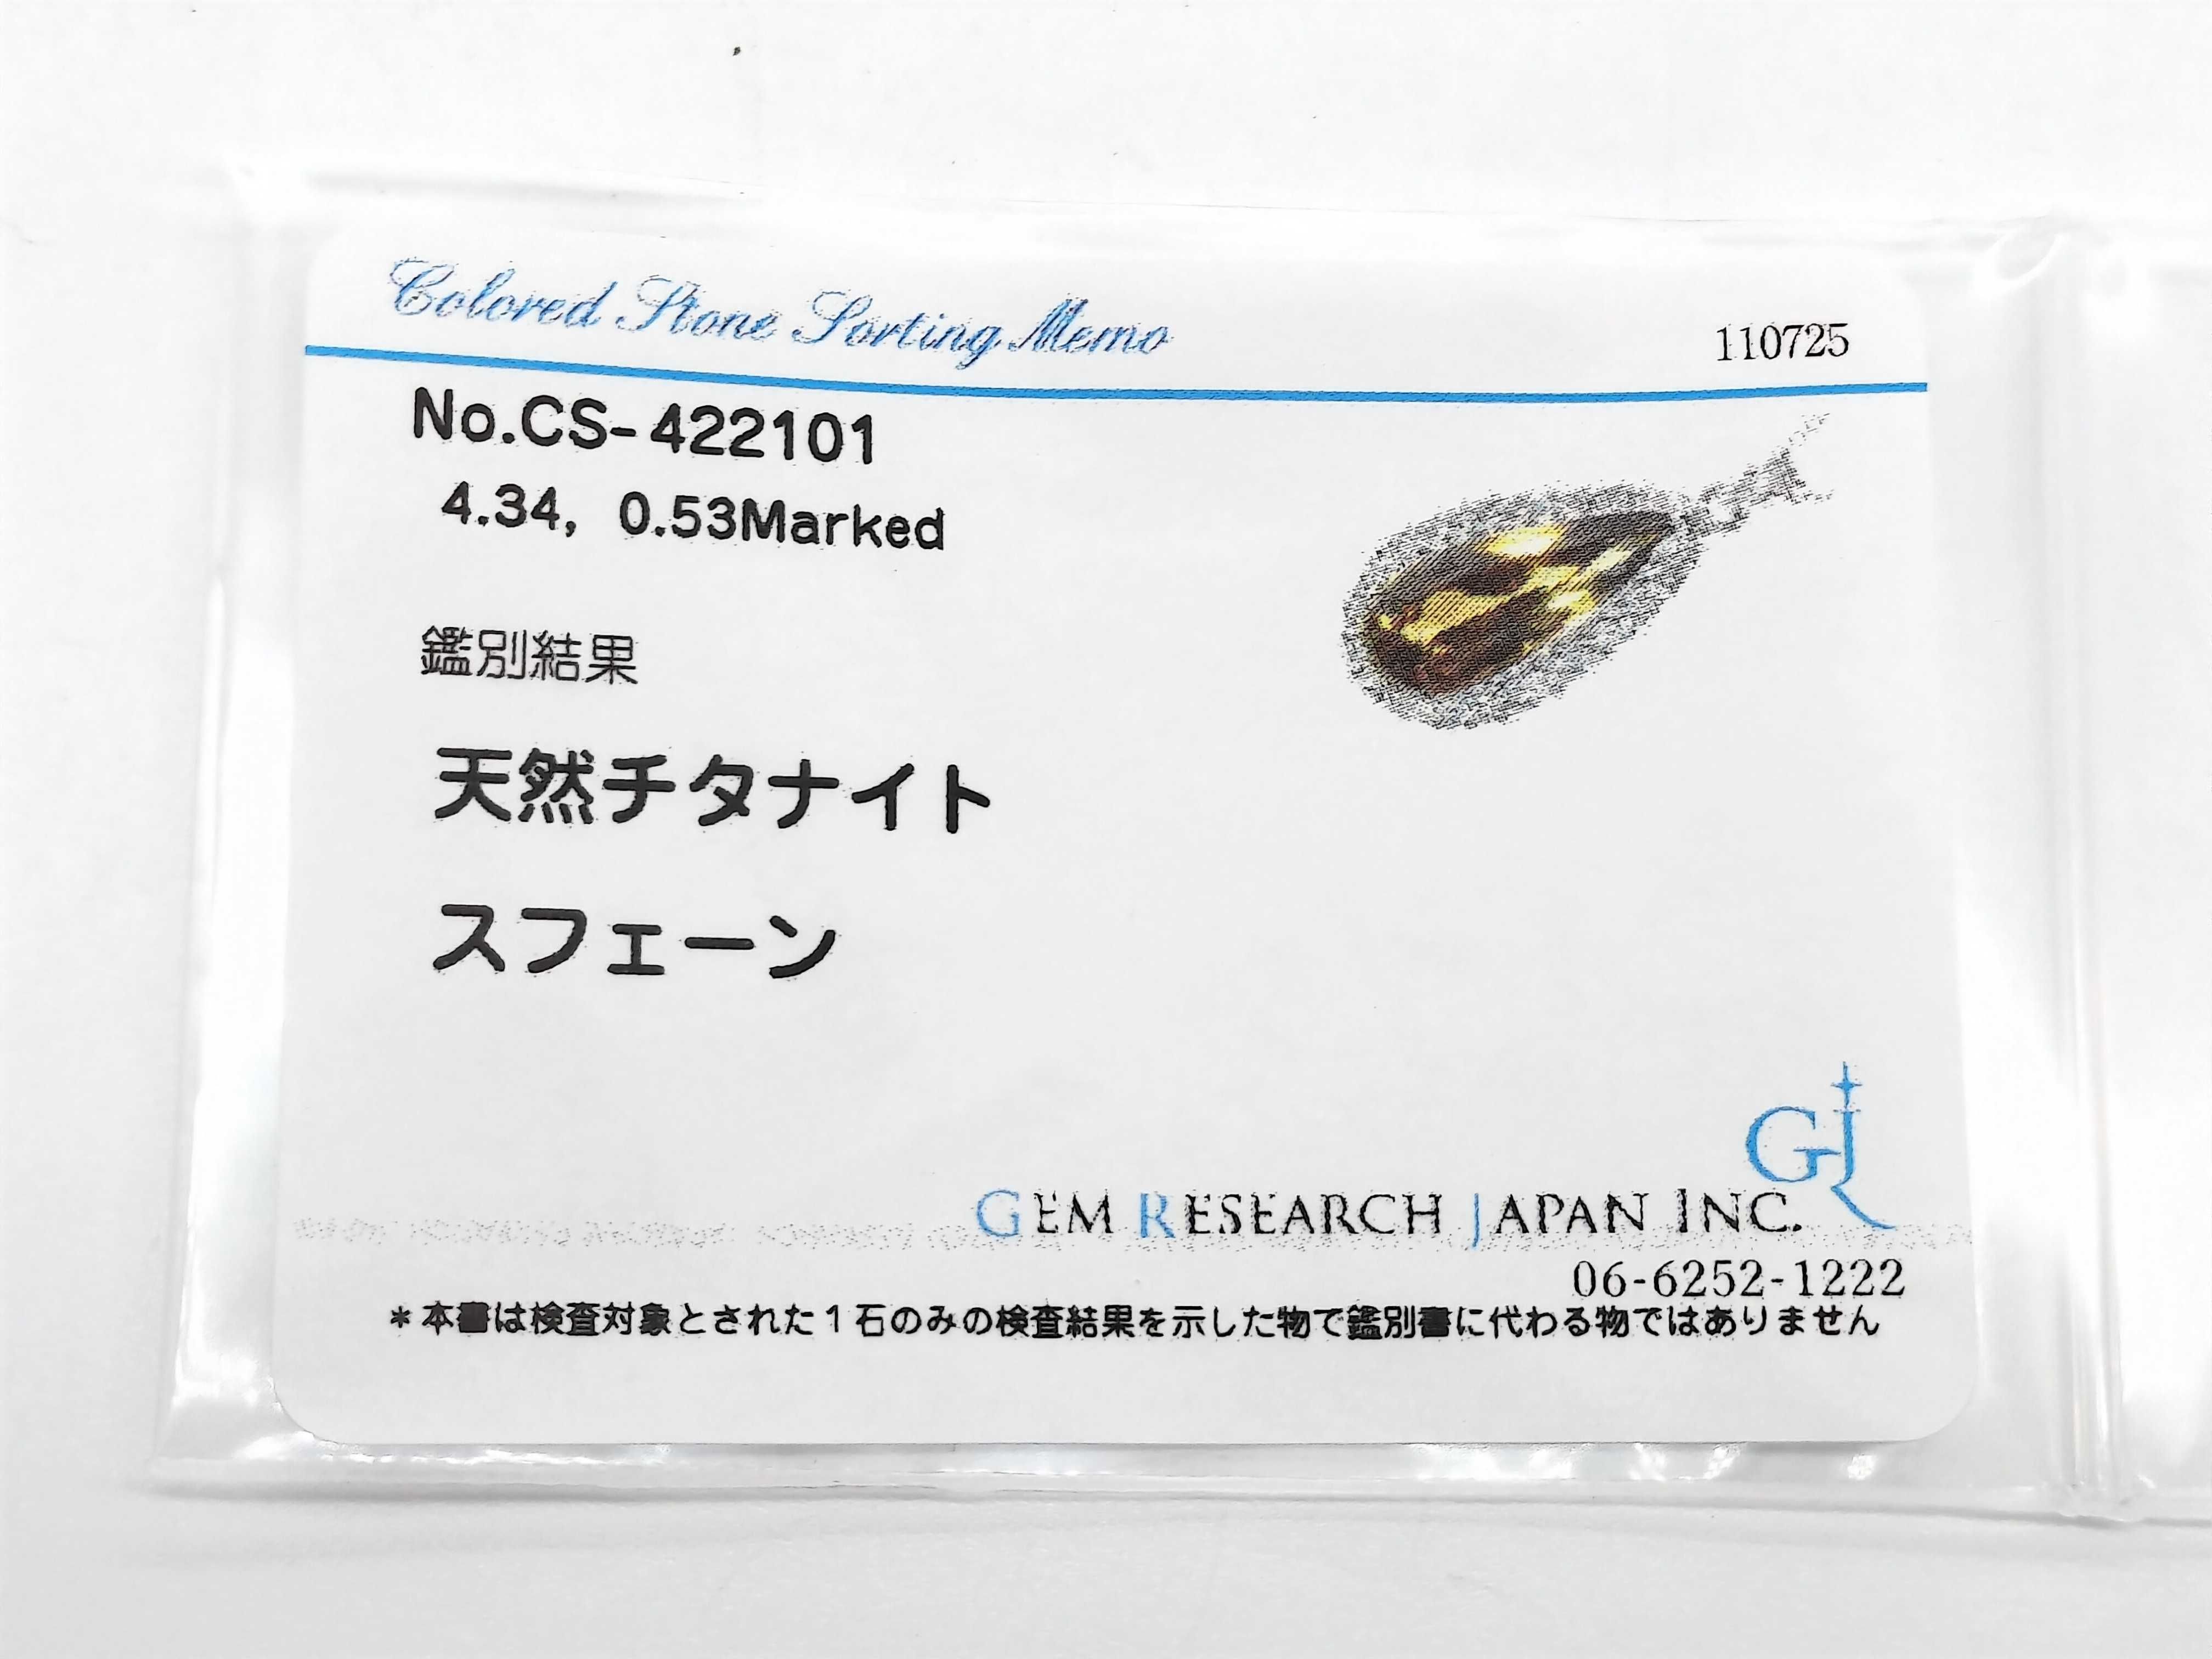 Colored Stone Sorting Memo
110725
No.CS-422101
4.34, 0.53Marked
鑑別結果
天然チタナイト
スフェーン
GEM RESEARCH JAPAN INC.
06-6252-1222
*本書は検査対象とされた1石のみの検査結果を示した物で鑑別書に代わる物ではありません